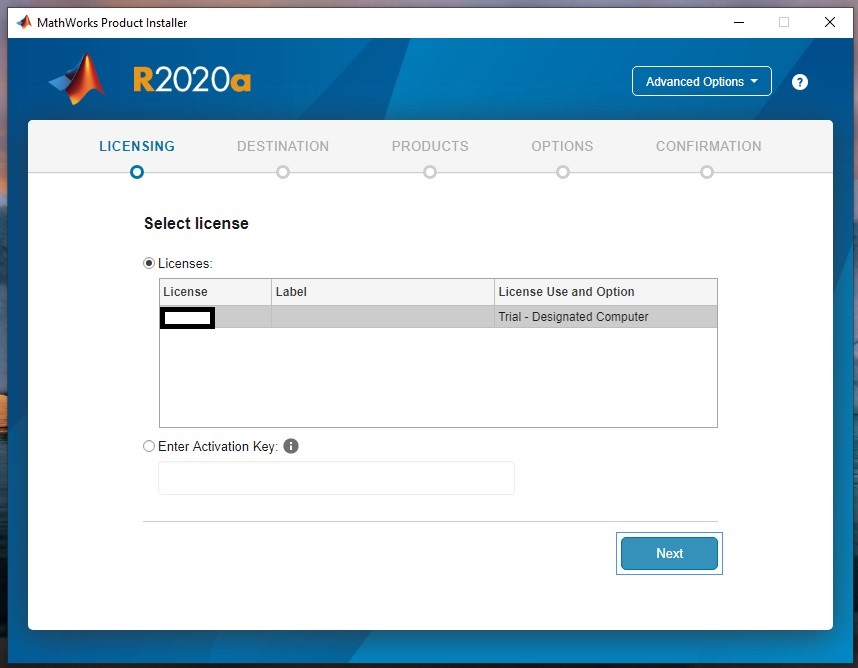 MathWorks Product Installer
R2020a
Advanced Options
?
LICENSING DESTINATION PRODUCTS OPTIONS CONFIRMATION
Select license
Licenses:
License Label License Use and Option
Trial - Designated Computer
Enter Activation Key: i
Next